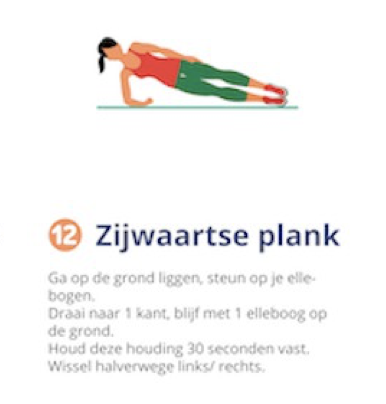 12 Zijwaartse plank
Ga op de grond liggen, steun op je elle-
bogen.
Draai naar 1 kant, blijf met 1 elleboog op
de grond.
Houd deze houding 30 seconden vast.
Wissel halverwege links/ rechts.